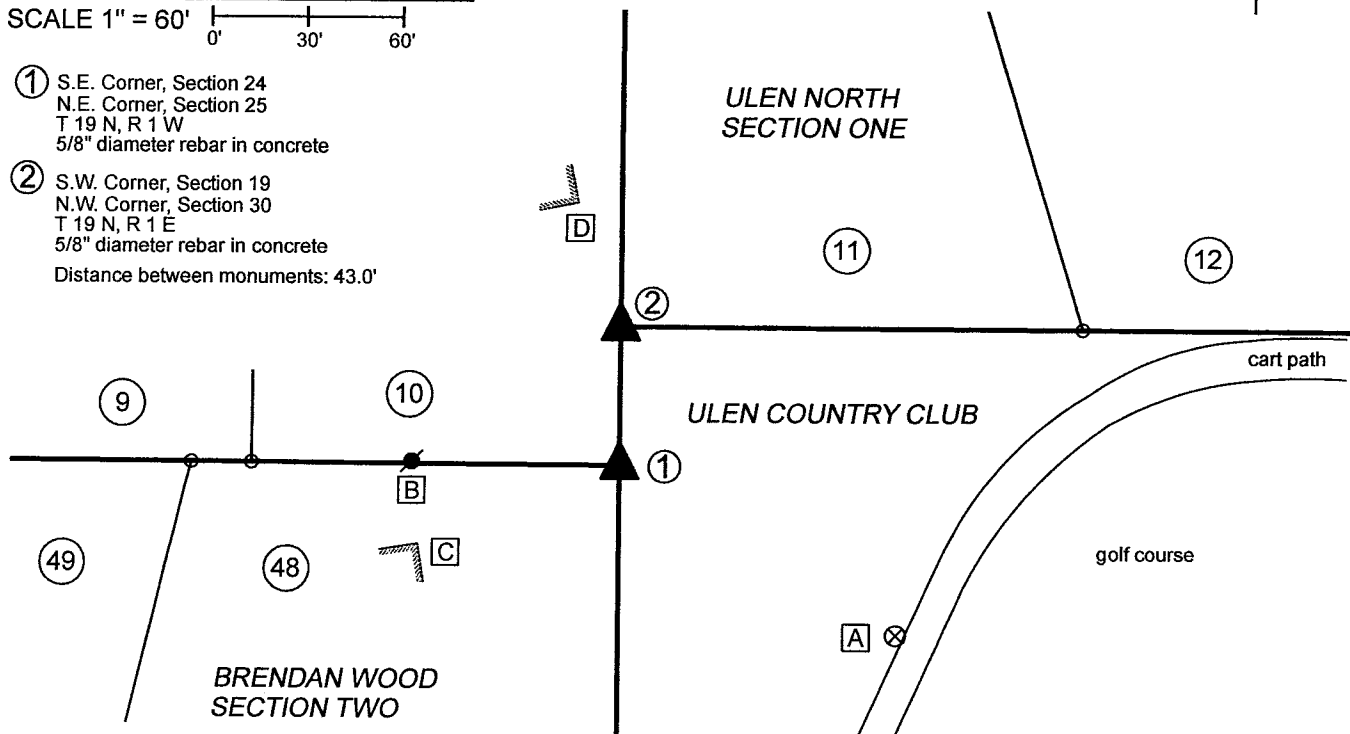 SCALE 1" = 60'
0' 30' 60'
① S.E. Corner, Section 24
N.E. Corner, Section 25
T 19 N, R 1 W
5/8" diameter rebar in concrete
② S.W. Corner, Section 19
N.W. Corner, Section 30
T 19 N, R 1 E
5/8" diameter rebar in concrete
Distance between monuments: 43.0'
ULEN NORTH
SECTION ONE
D
11
12
②
cart path
9
10
ULEN COUNTRY CLUB
①
B
C
49
48
golf course
A
BRENDAN WOOD
SECTION TWO